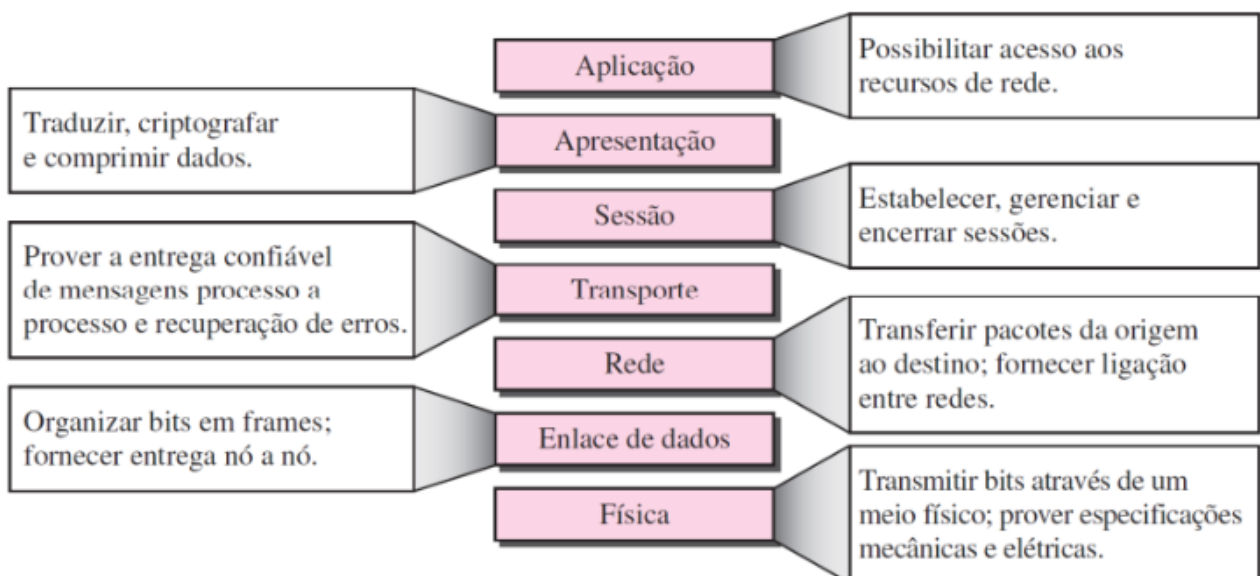 Aplicação
Possibilitar acesso aos
recursos de rede.
Traduzir, criptografar
e comprimir dados.
Apresentação
Sessão
Estabelecer, gerenciar e
encerrar sessões.
Prover a entrega confiável
de mensagens processo a
processo e recuperação de erros.
Transporte
Rede
Transferir pacotes da origem
ao destino; fornecer ligação
entre redes.
Organizar bits em frames;
fornecer entrega nó a nó.
Enlace de dados
Física
Transmitir bits através de um
meio físico; prover especificações
mecânicas e elétricas.